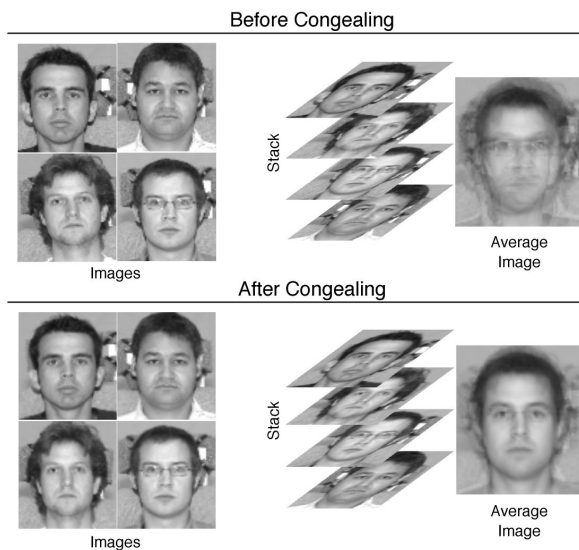 Before Congealing
Stack
Images
Average
Image
After Congealing
Stack
Images
Average
Image